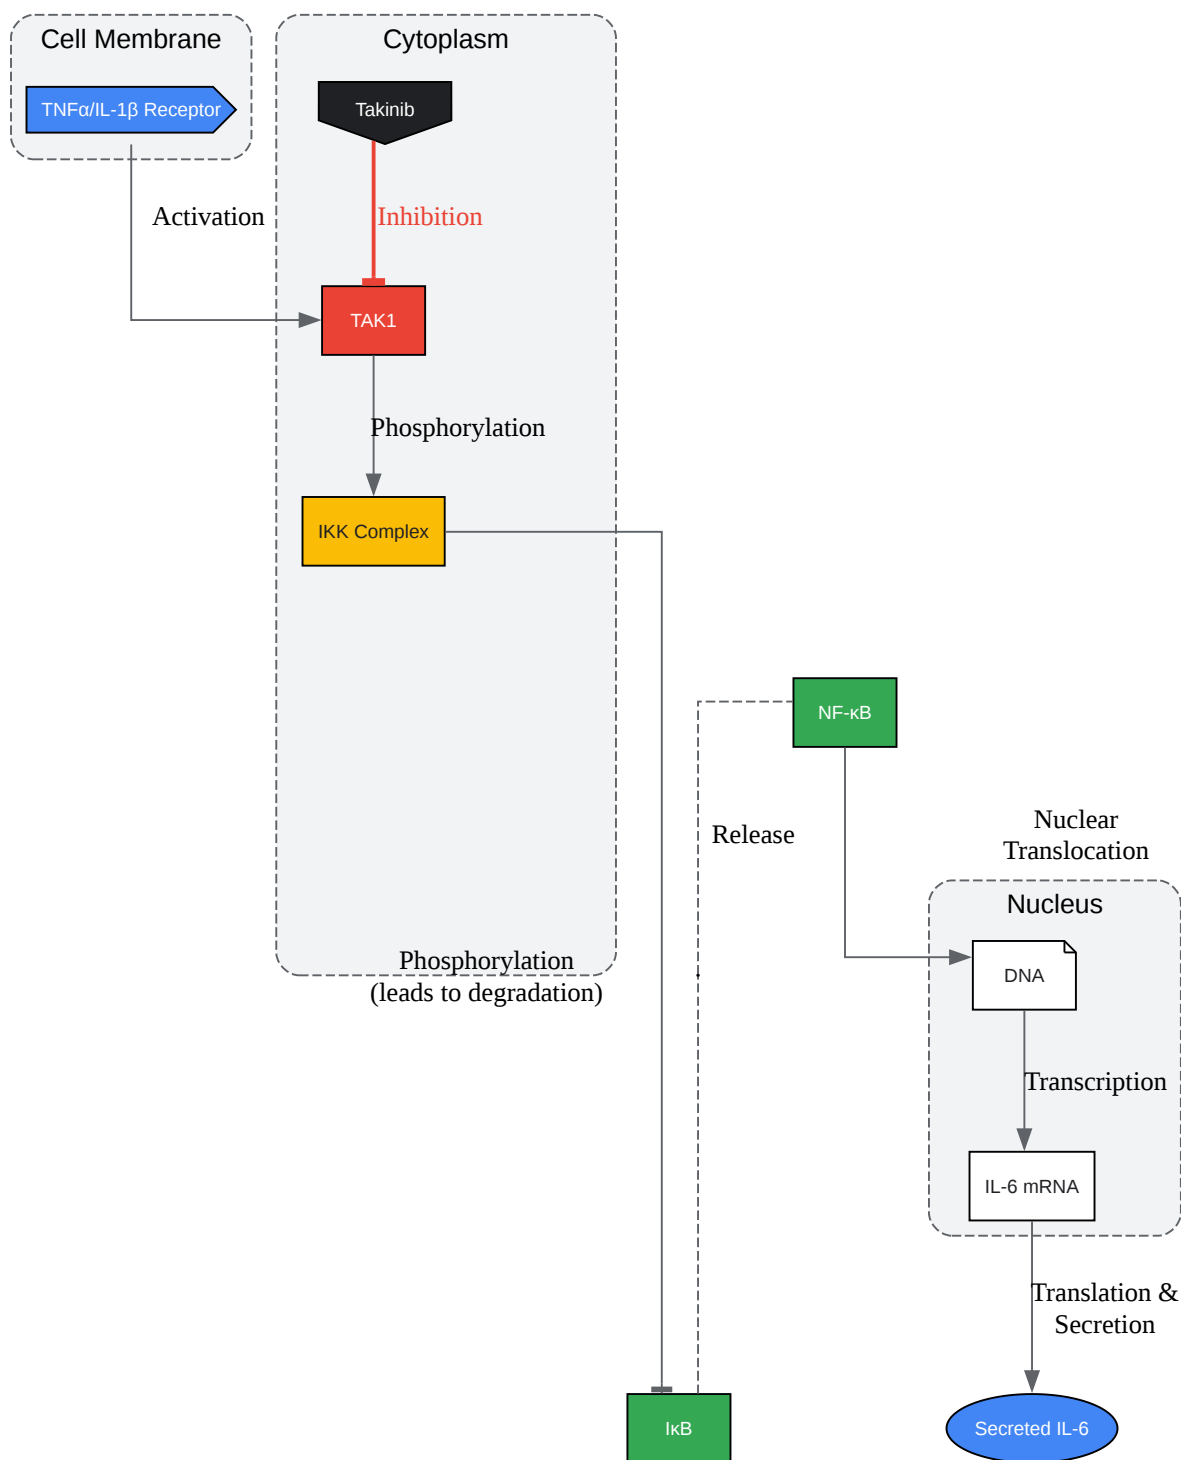 Cell Membrane
Cytoplasm
TNFα/IL-1β Receptor
Takinib
Activation
Inhibition
TAK1
Phosphorylation
IKK Complex
NF-κB
Release
Nuclear
Translocation
Nucleus
Phosphorylation
(leads to degradation)
DNA
Transcription
IL-6 mRNA
Translation &
Secretion
IκB
Secreted IL-6